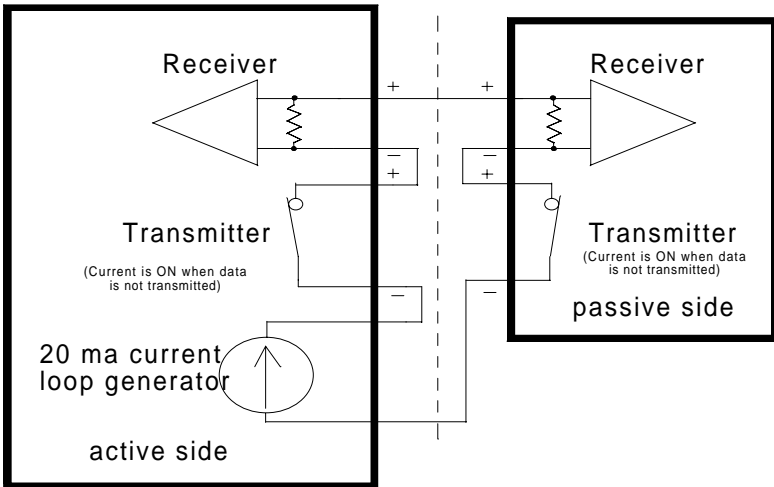 Receiver
+
−
+
Transmitter
(Current is ON when data
is not transmitted)
−
20 ma current
loop generator
active side
Receiver
+
−
+
Transmitter
(Current is ON when data
is not transmitted)
−
passive side